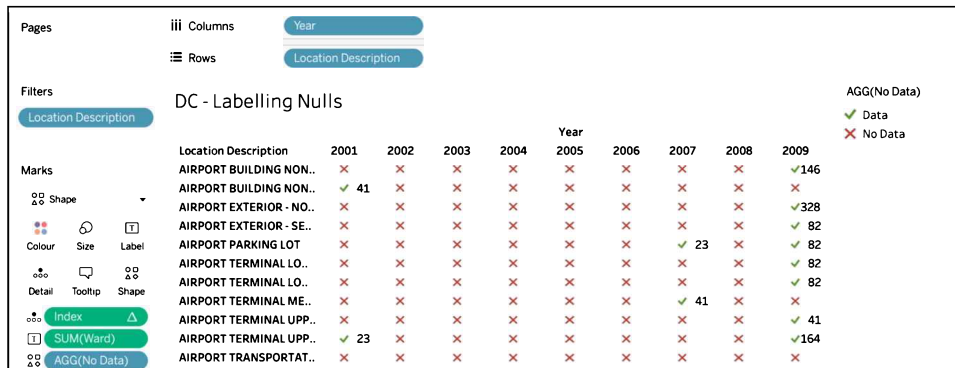 Pages
iii Columns Year
Rows Location Description
Filters
Location Description
DC - Labelling Nulls
AGG(No Data)
Data
No Data
Year
Location Description 2001 2002 2003 2004 2005 2006 2007 2008 2009
AIRPORT BUILDING NON.. 146
AIRPORT BUILDING NON.. 41
AIRPORT EXTERIOR - NO.. 328
AIRPORT EXTERIOR - SE.. 82
AIRPORT PARKING LOT 23 82
AIRPORT TERMINAL LO.. 82
AIRPORT TERMINAL LO.. 82
AIRPORT TERMINAL ME.. 41
AIRPORT TERMINAL UPP.. 41
AIRPORT TERMINAL UPP.. 23 164
AIRPORT TRANSPORTAT..
Marks
Shape
Colour Size Label
Detail Tooltip Shape
Index
T SUM(Ward)
AGG(No Data)